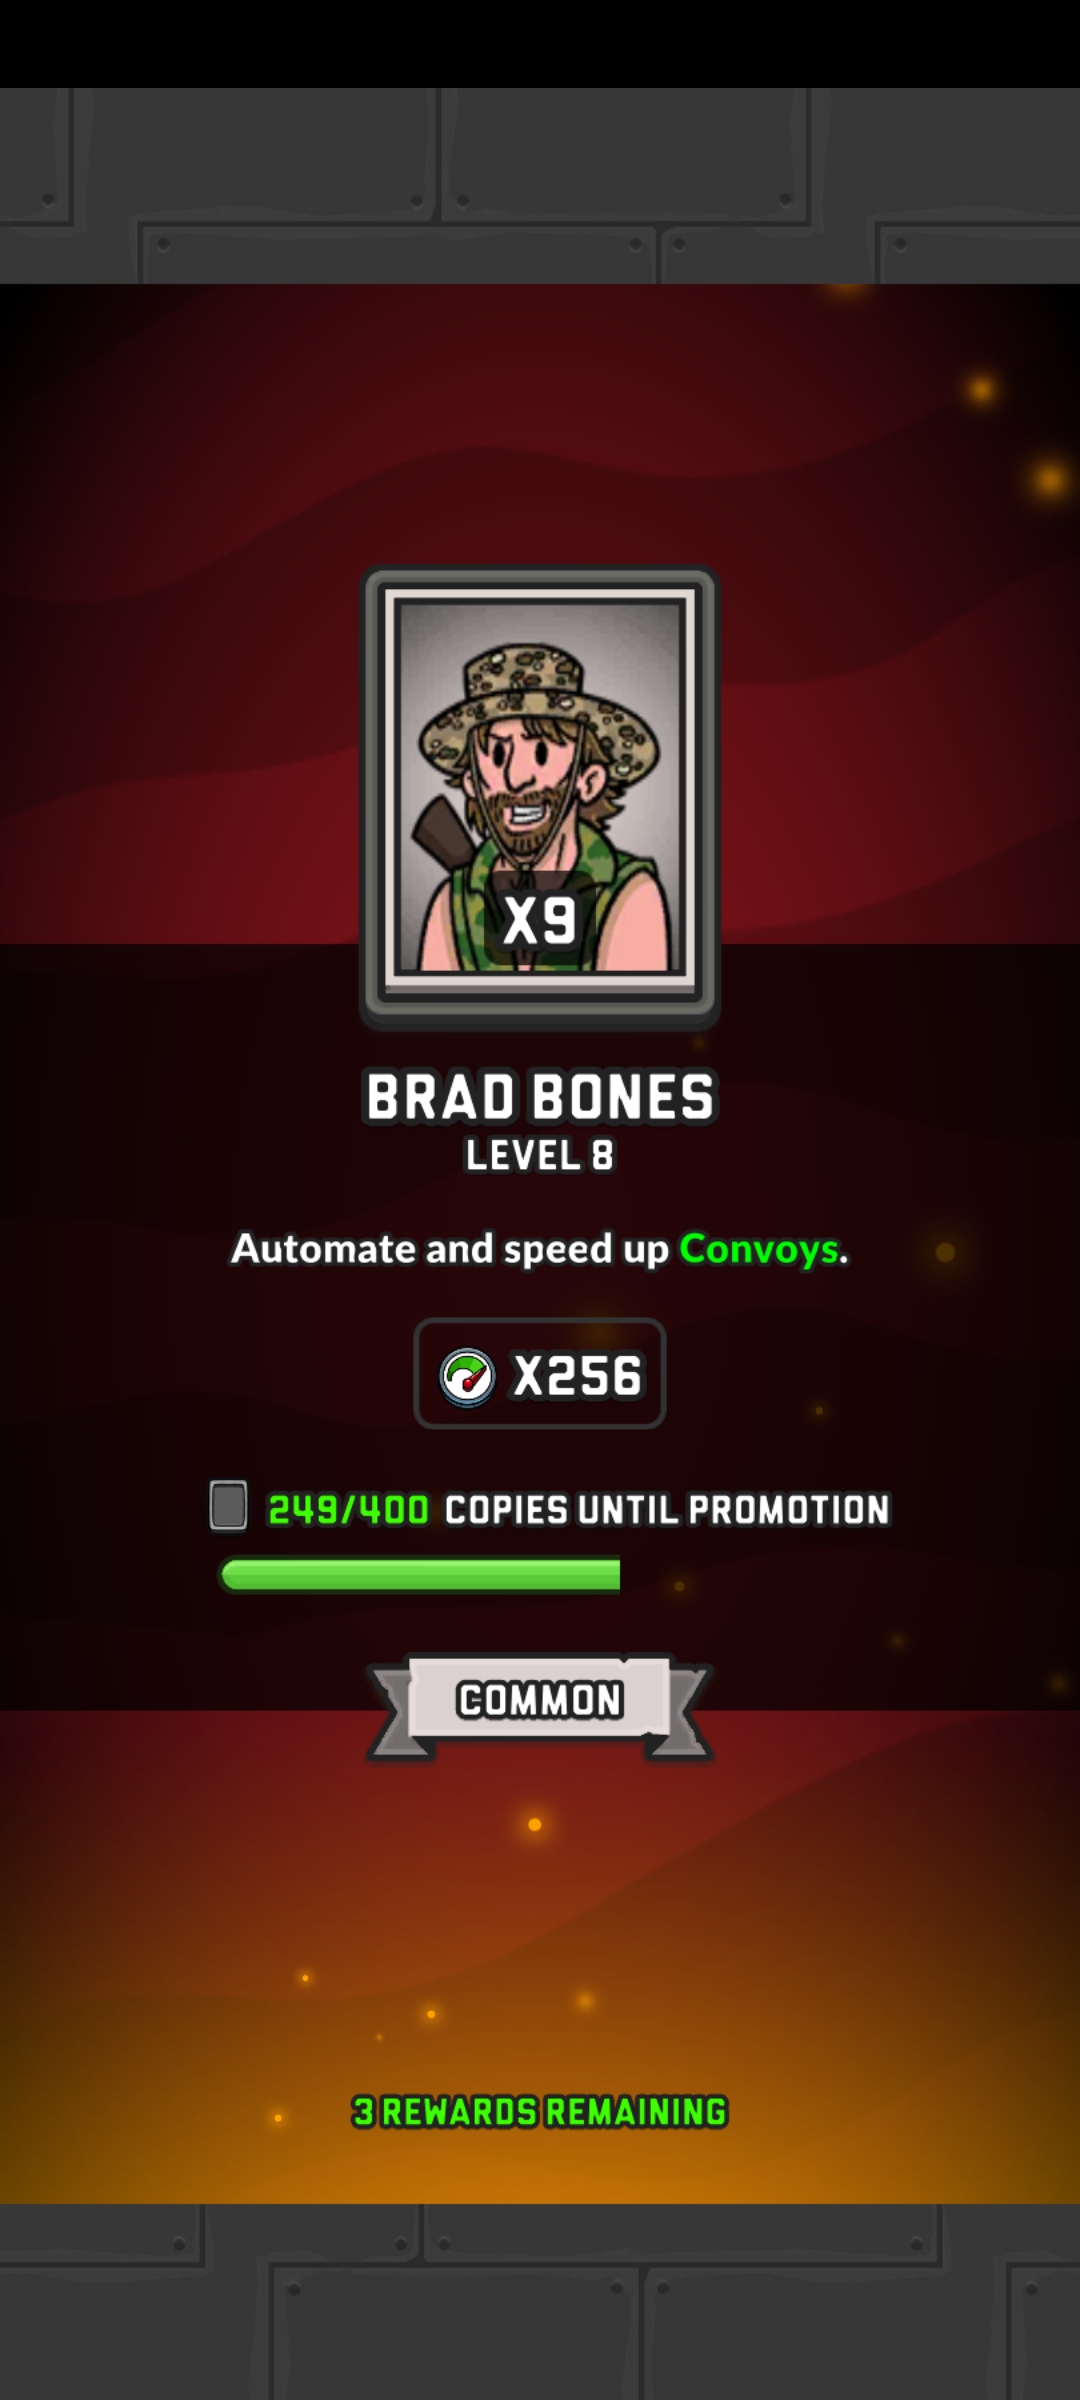 X9
BRAD BONES
LEVEL 8
Automate and speed up Convoys.
X256
249/400 COPIES UNTIL PROMOTION
COMMON
3 REWARDS REMAINING